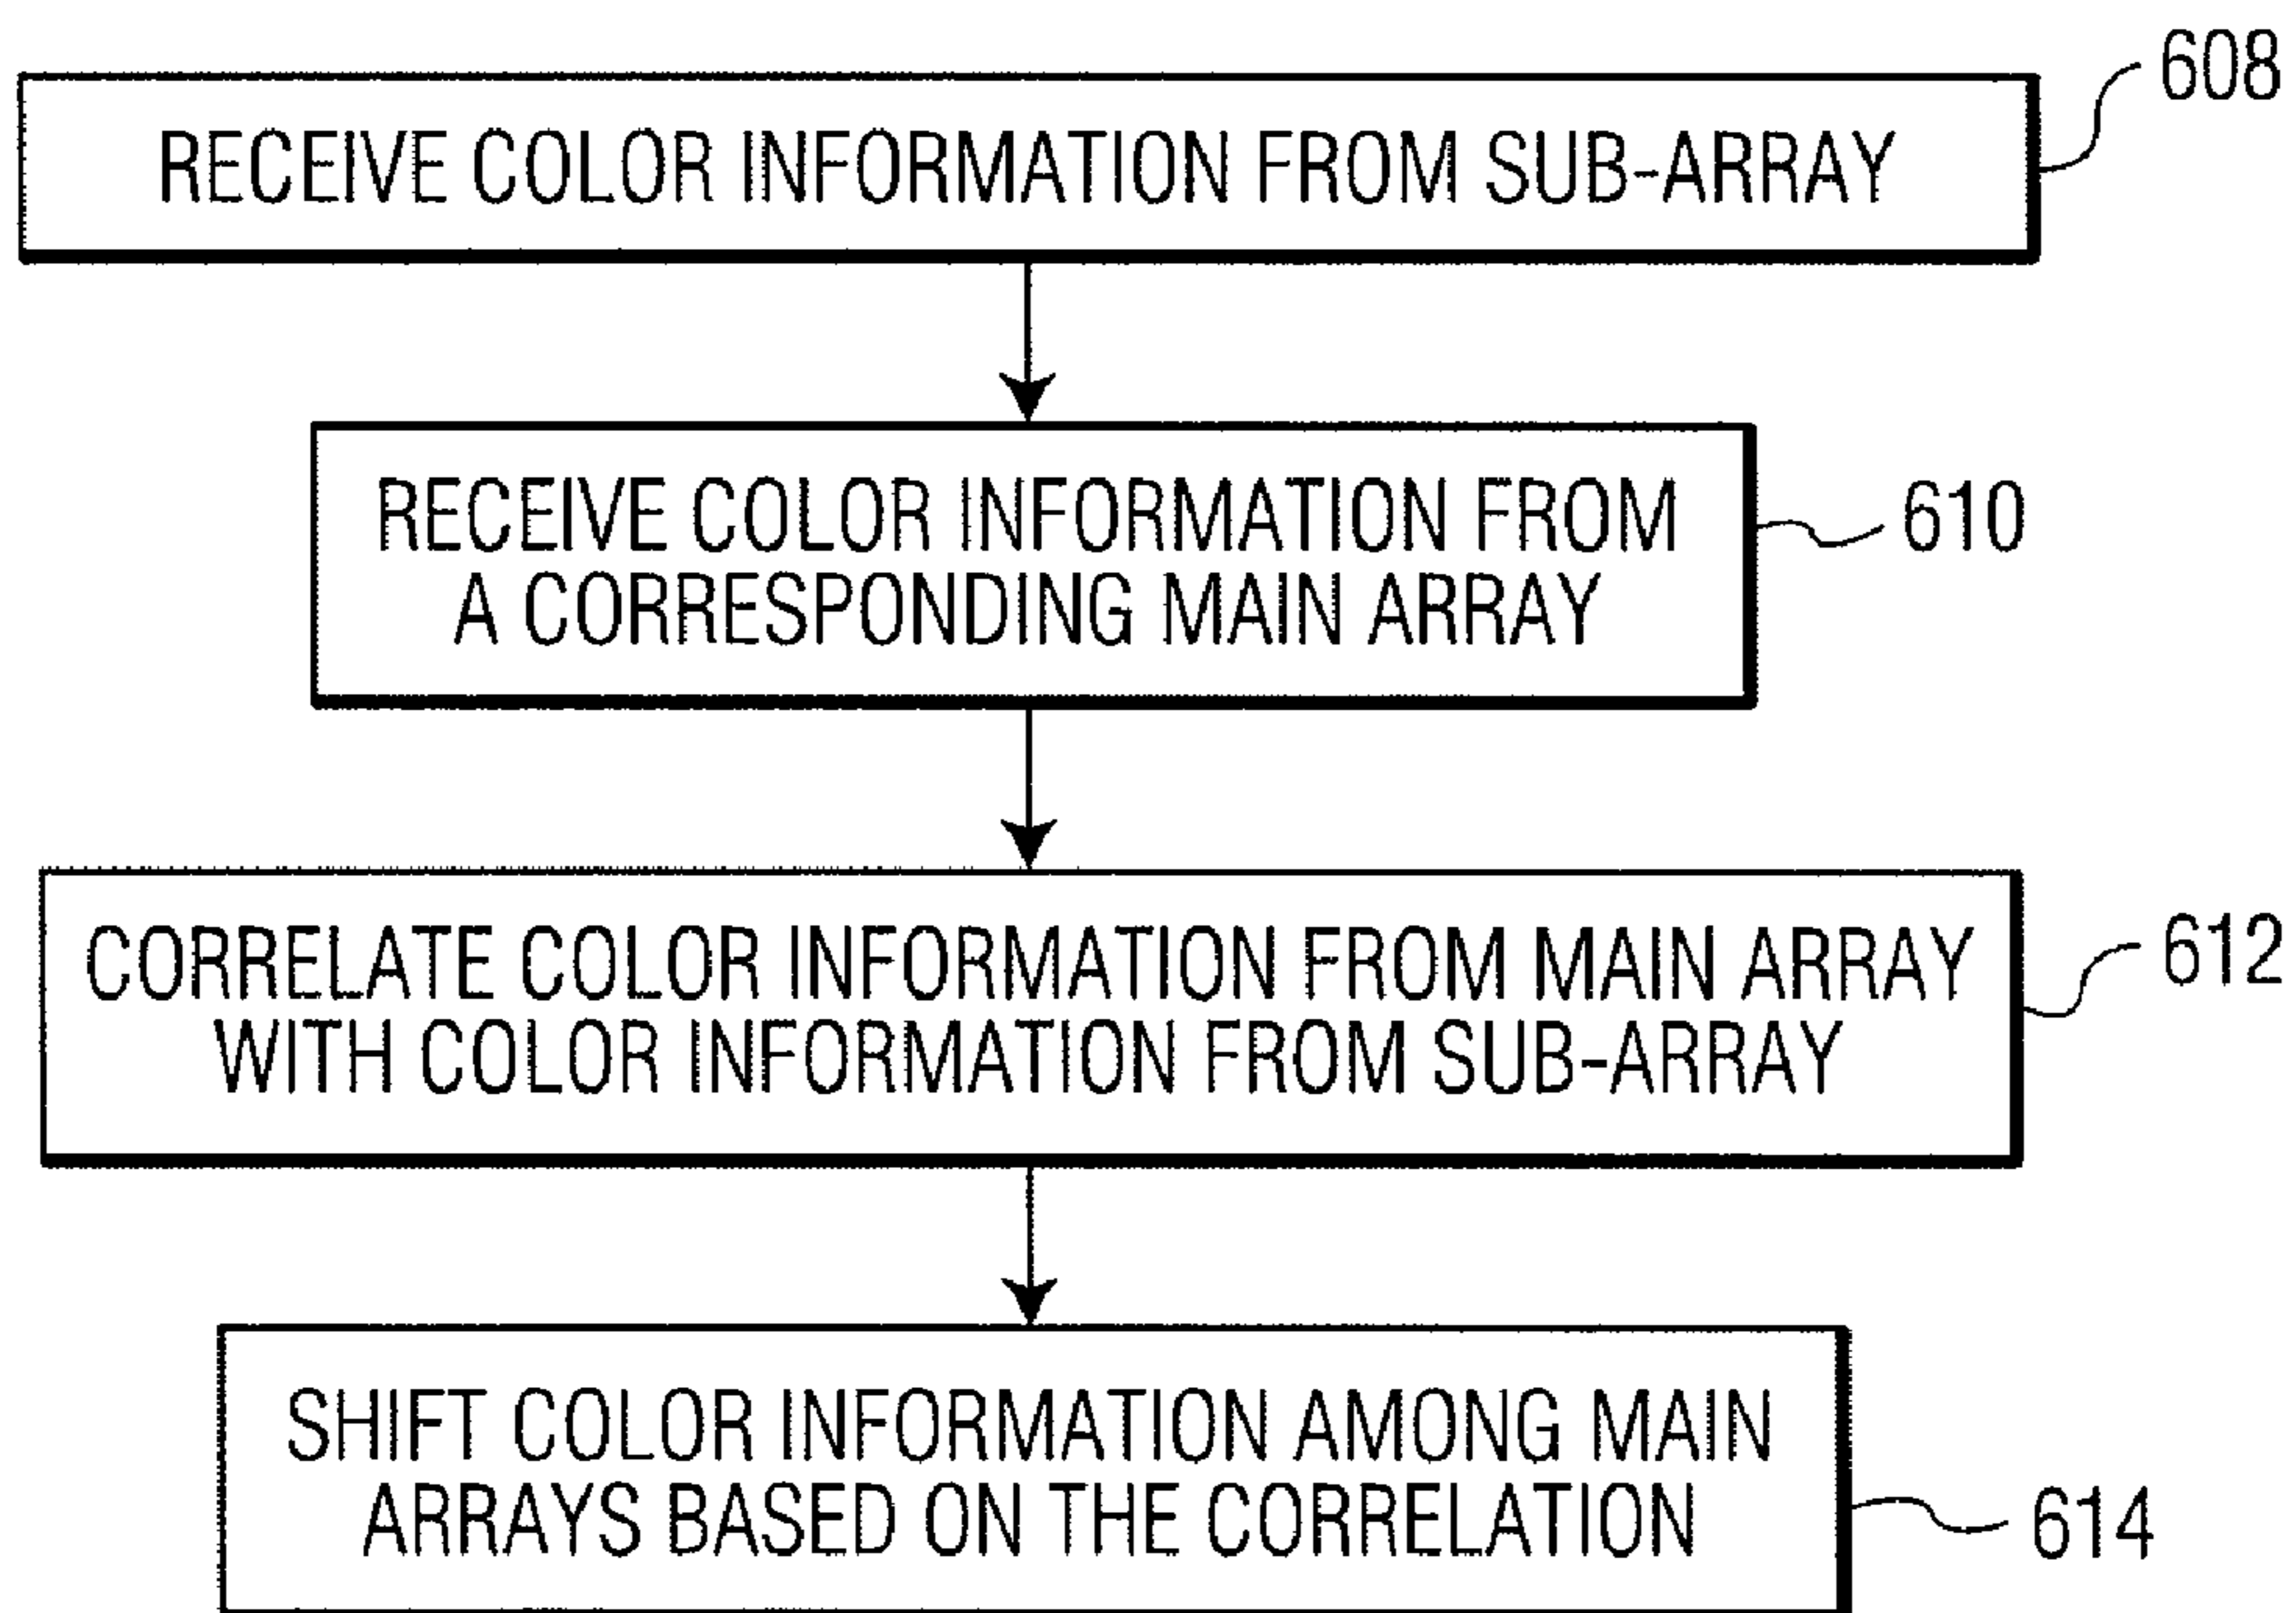 608
RECEIVE COLOR INFORMATION FROM SUB-ARRAY
RECEIVE COLOR INFORMATION FROM
A CORRESPONDING MAIN ARRAY
610
CORRELATE COLOR INFORMATION FROM MAIN ARRAY
WITH COLOR INFORMATION FROM SUB-ARRAY
612
SHIFT COLOR INFORMATION AMONG MAIN
ARRAYS BASED ON THE CORRELATION
614